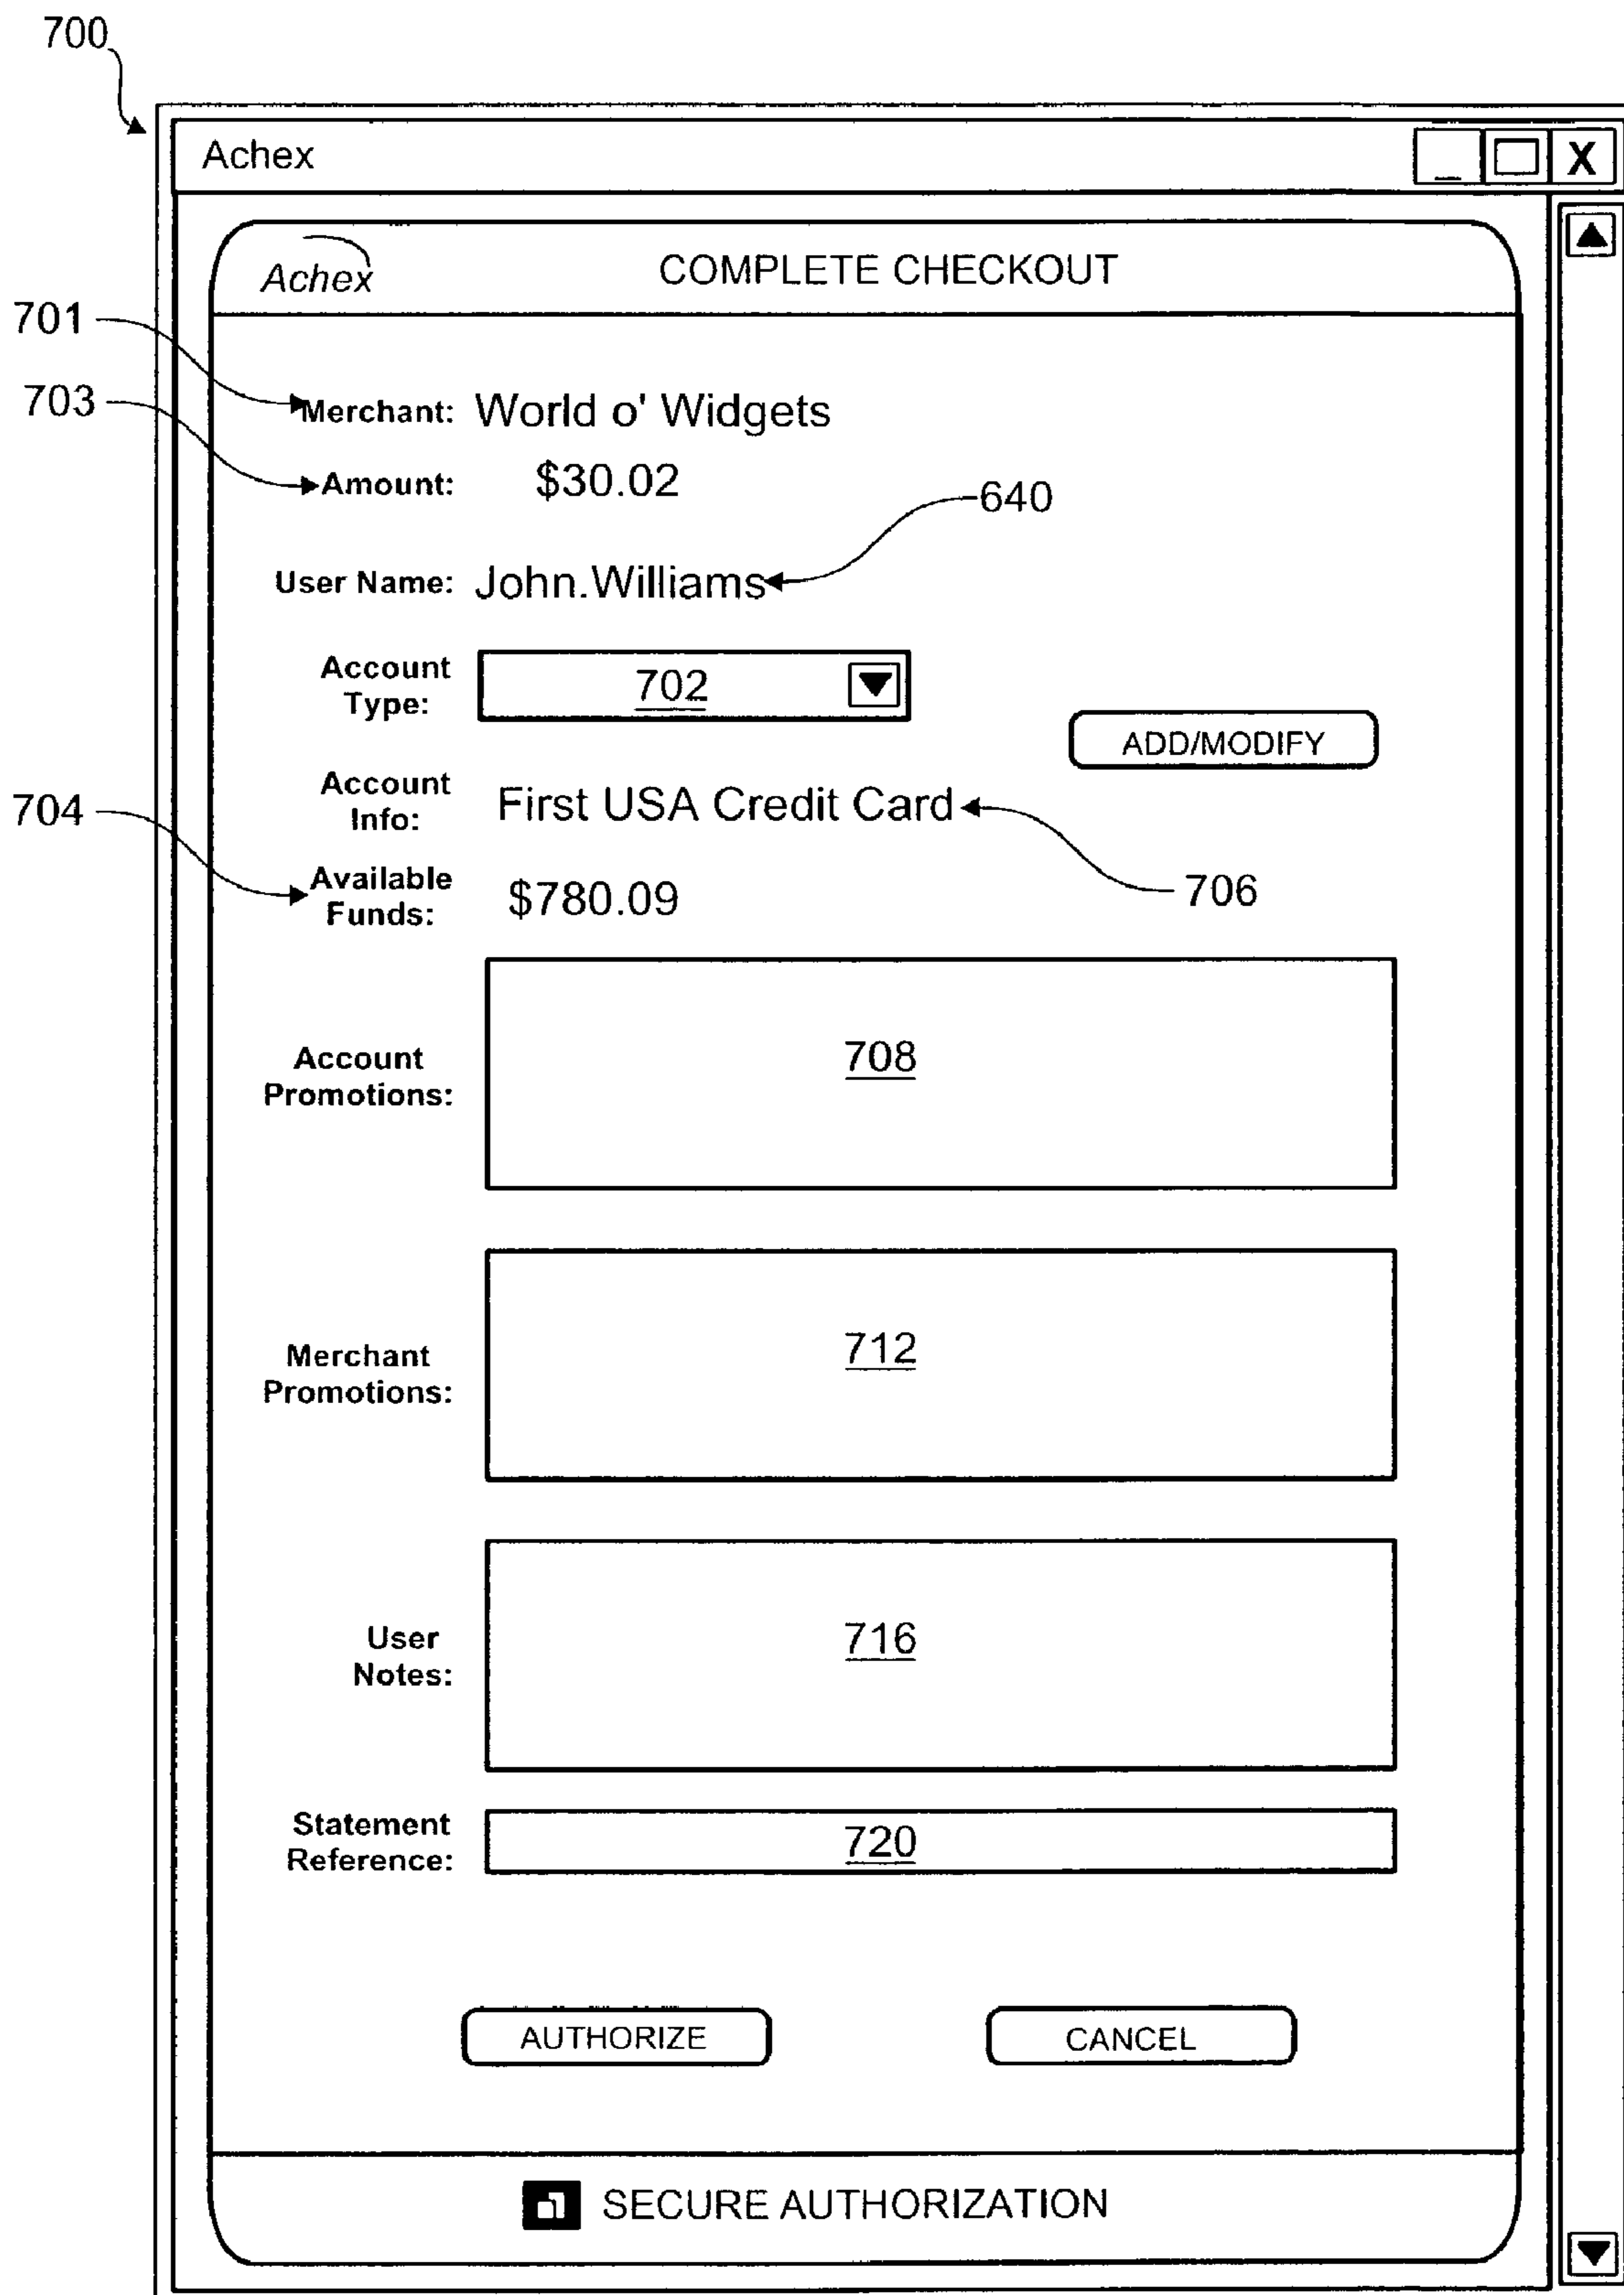 700
Achex
X
Achex
COMPLETE CHECKOUT
701
Merchant: World o' Widgets
703
Amount: $30.02
640
User Name: John.Williams
Account
Type:
702
ADD/MODIFY
Account
Info:
First USA Credit Card
704
706
Available
Funds:
$780.09
Account
Promotions:
708
Merchant
Promotions:
712
User
Notes:
716
Statement
Reference:
720
AUTHORIZE
CANCEL
SECURE AUTHORIZATION